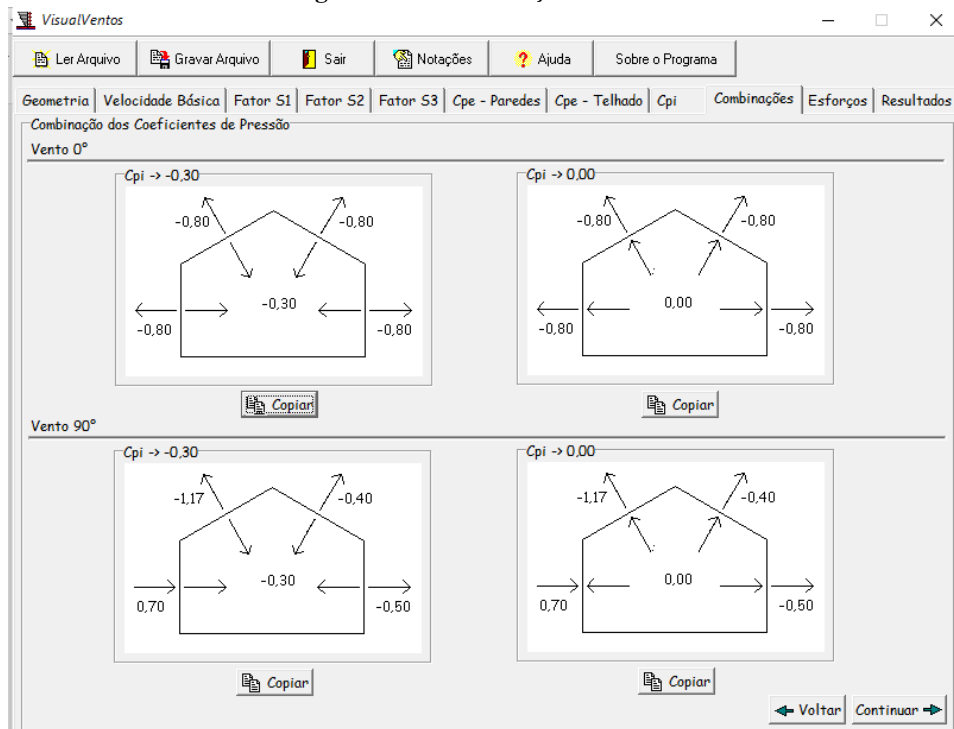 VisualVentos
Ler Arquivo Gravar Arquivo Sair Notações Ajuda Sobre o Programa
Geometria Velocidade Básica Fator S1 Fator S2 Fator S3 Cpe - Paredes Cpe - Telhado Cpi Combinações Esforços Resultados
Combinação dos Coeficientes de Pressão
Vento 0°
Cpi -> -0,30
-0,80 -0,80
-0,30
-0,80 -0,80
Copiar
Cpi -> 0,00
-0,80 -0,80
0,00
-0,80 -0,80
Copiar
Vento 90°
Cpi -> -0,30
-1,17 -0,40
-0,30
0,70 -0,50
Copiar
Cpi -> 0,00
-1,17 -0,40
0,00
0,70 -0,50
Copiar
Voltar Continuar